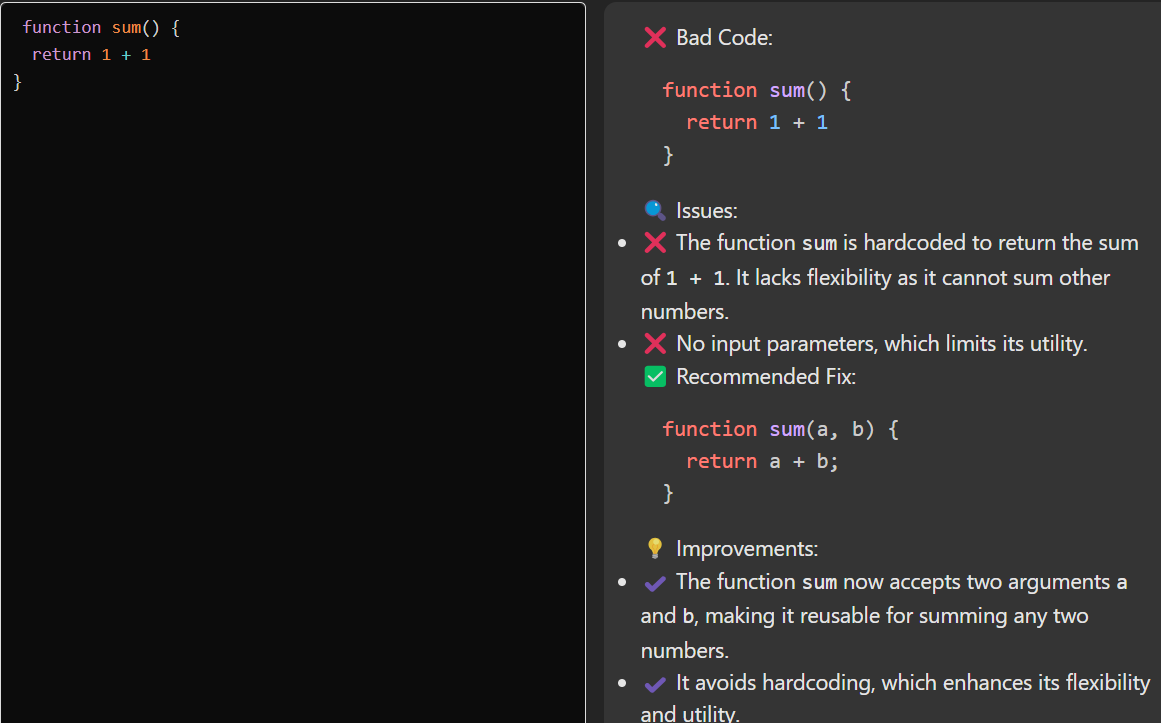 function sum() {
return 1 + 1
}
❌ Bad Code:
function sum() {
return 1 + 1
}
🔍 Issues:
• ❌ The function sum is hardcoded to return the sum
of 1 + 1. It lacks flexibility as it cannot sum other
numbers.
• ❌ No input parameters, which limits its utility.
✅ Recommended Fix:
function sum(a, b) {
return a + b;
}
💡 Improvements:
• ✔ The function sum now accepts two arguments a
and b, making it reusable for summing any two
numbers.
• ✔ It avoids hardcoding, which enhances its flexibility
and utility.